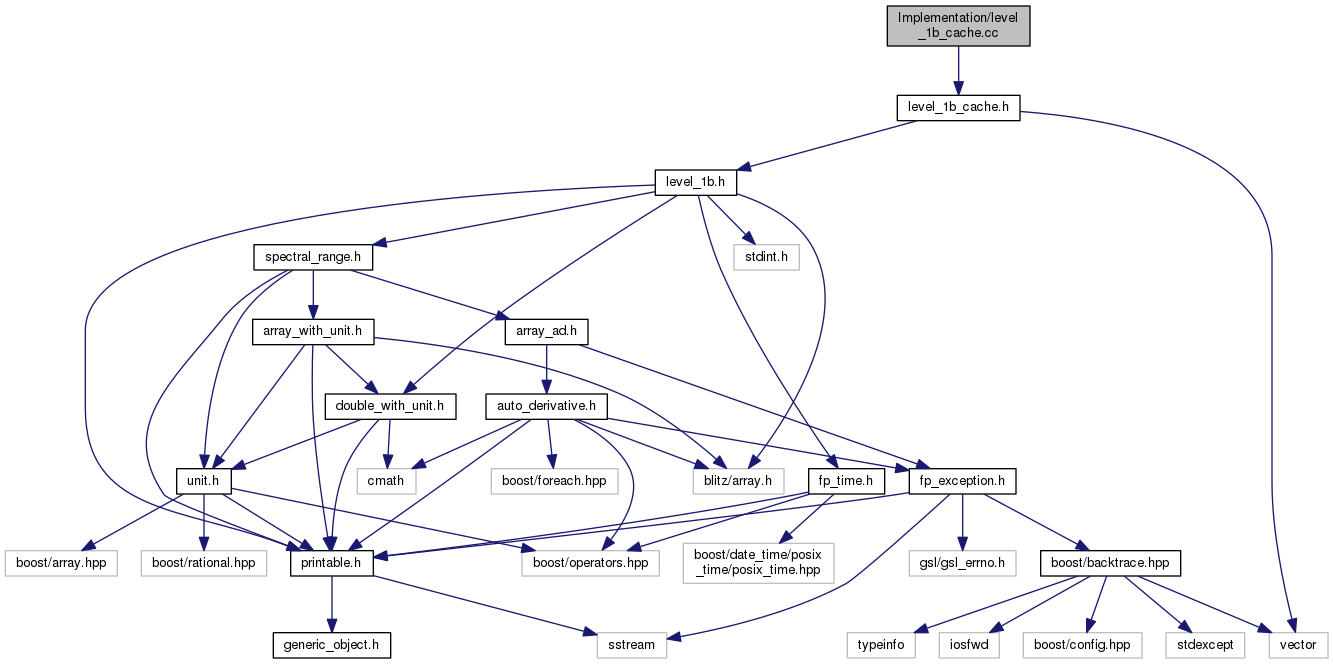 Implementation/level
_1b_cache.cc
level_1b_cache.h
level_1b.h
spectral_range.h
stdint.h
array_with_unit.h
array_ad.h
double_with_unit.h
auto_derivative.h
unit.h
cmath
boost/foreach.hpp
blitz/array.h
fp_time.h
fp_exception.h
boost/array.hpp
boost/rational.hpp
printable.h
boost/operators.hpp
boost/date_time/posix
_time/posix_time.hpp
gsl/gsl_errno.h
boost/backtrace.hpp
generic_object.h
sstream
typeinfo
iosfwd
boost/config.hpp
stdexcept
vector